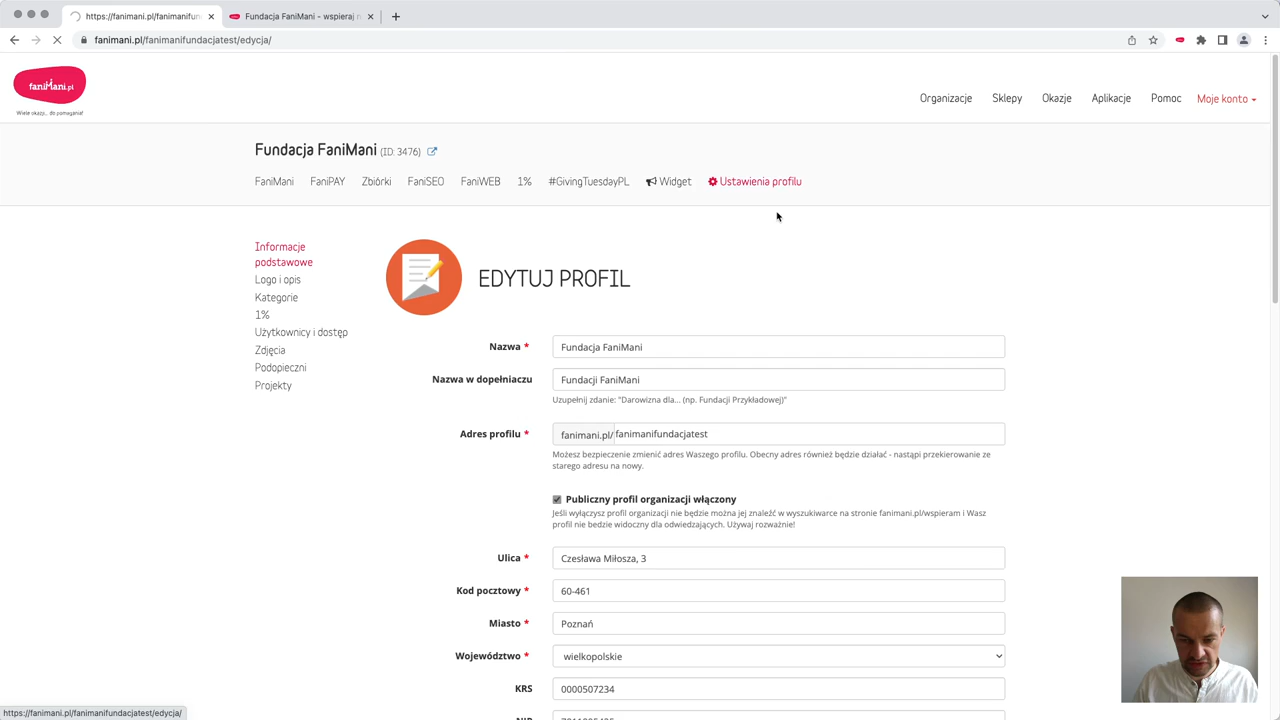 https://fanimani.pl/fanimanifun
Fundacja FaniMani - wspieraj n
fanimani.pl/fanimanifundacjatest/edycja/
faniMani.pl
Wiele okazji... do pomagania!
Organizacje
Sklepy
Okazje
Aplikacje
Pomoc
Moje konto
Fundacja FaniMani (ID: 3476)
FaniMani
FaniPAY
Zbiórki
FaniSEO
FaniWEB
1%
#GivingTuesdayPL
Widget
Ustawienia profilu
Informacje
podstawowe
Logo i opis
Kategorie
1%
Użytkownicy i dostęp
Zdjęcia
Podopieczni
Projekty
EDYTUJ PROFIL
Nazwa *
Fundacja FaniMani
Nazwa w dopełniaczu
Fundacji FaniMani
Uzupełnij zdanie: "Darowizna dla... (np. Fundacji Przykładowej)"
Adres profilu *
fanimani.pl/
fanimanifundacjatest
Możesz bezpiecznie zmienić adres Waszego profilu. Obecny adres również będzie działać - nastąpi przekierowanie ze
starego adresu na nowy.
Publiczny profil organizacji włączony
Jeśli wyłączysz profil organizacji nie będzie można jej znaleźć w wyszukiwarce na stronie fanimani.pl/wspieram i Wasz
profil nie bedzie widoczny dla odwiedzających. Używaj rozważnie!
Ulica *
Czesława Miłosza, 3
Kod pocztowy *
60-461
Miasto *
Poznań
Województwo *
wielkopolskie
KRS
0000507234
https://fanimani.pl/fanimanifundacjatest/edycja/